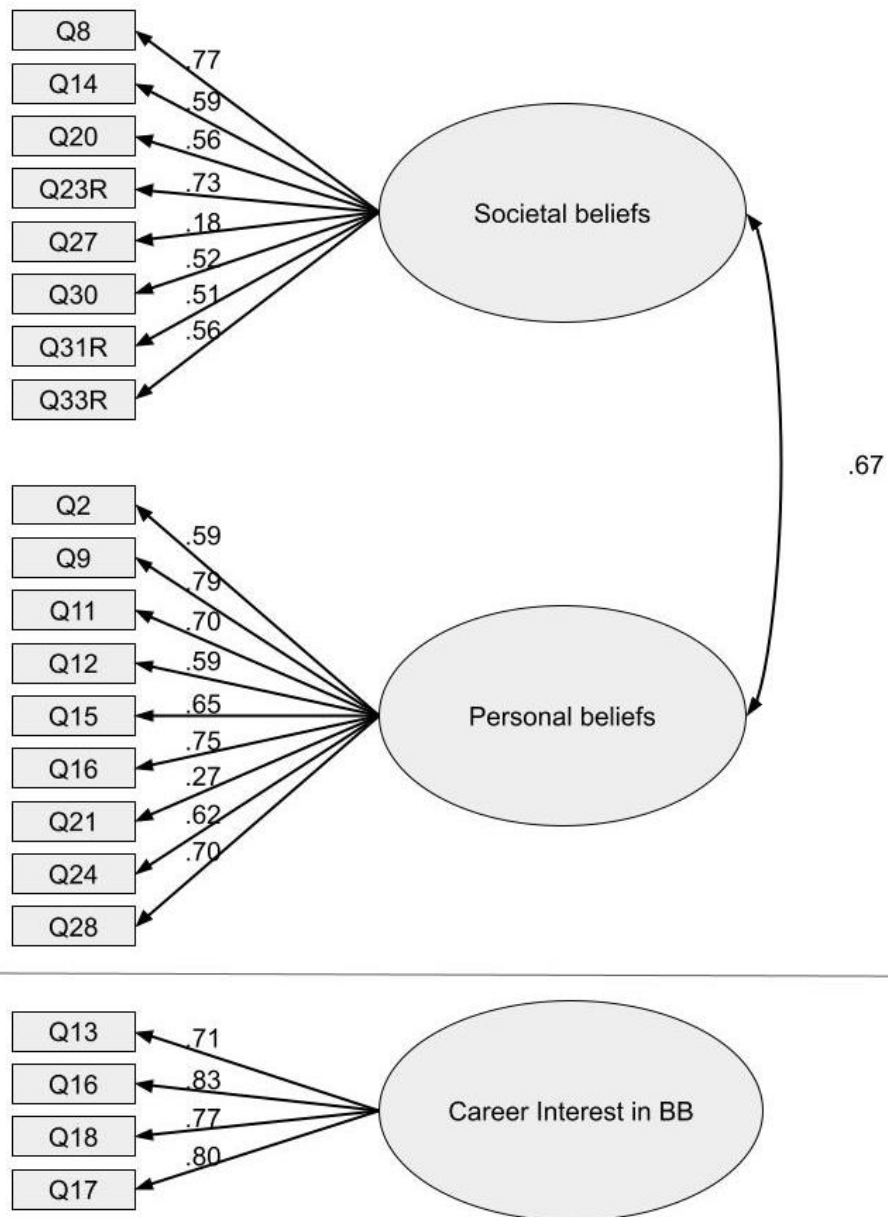 Q8
.77
Q14
.59
Q20
.56
Q23R
.73
Q27
.18
Q30
.52
Q31R
.51
Q33R
.56
Societal beliefs
.67
Q2
.59
Q9
.79
Q11
.70
Q12
.59
Q15
.65
Q16
.75
Q21
.27
Q24
.62
Q28
.70
Personal beliefs
Q13
.71
Q16
.83
Q18
.77
Q17
.80
Career Interest in BB